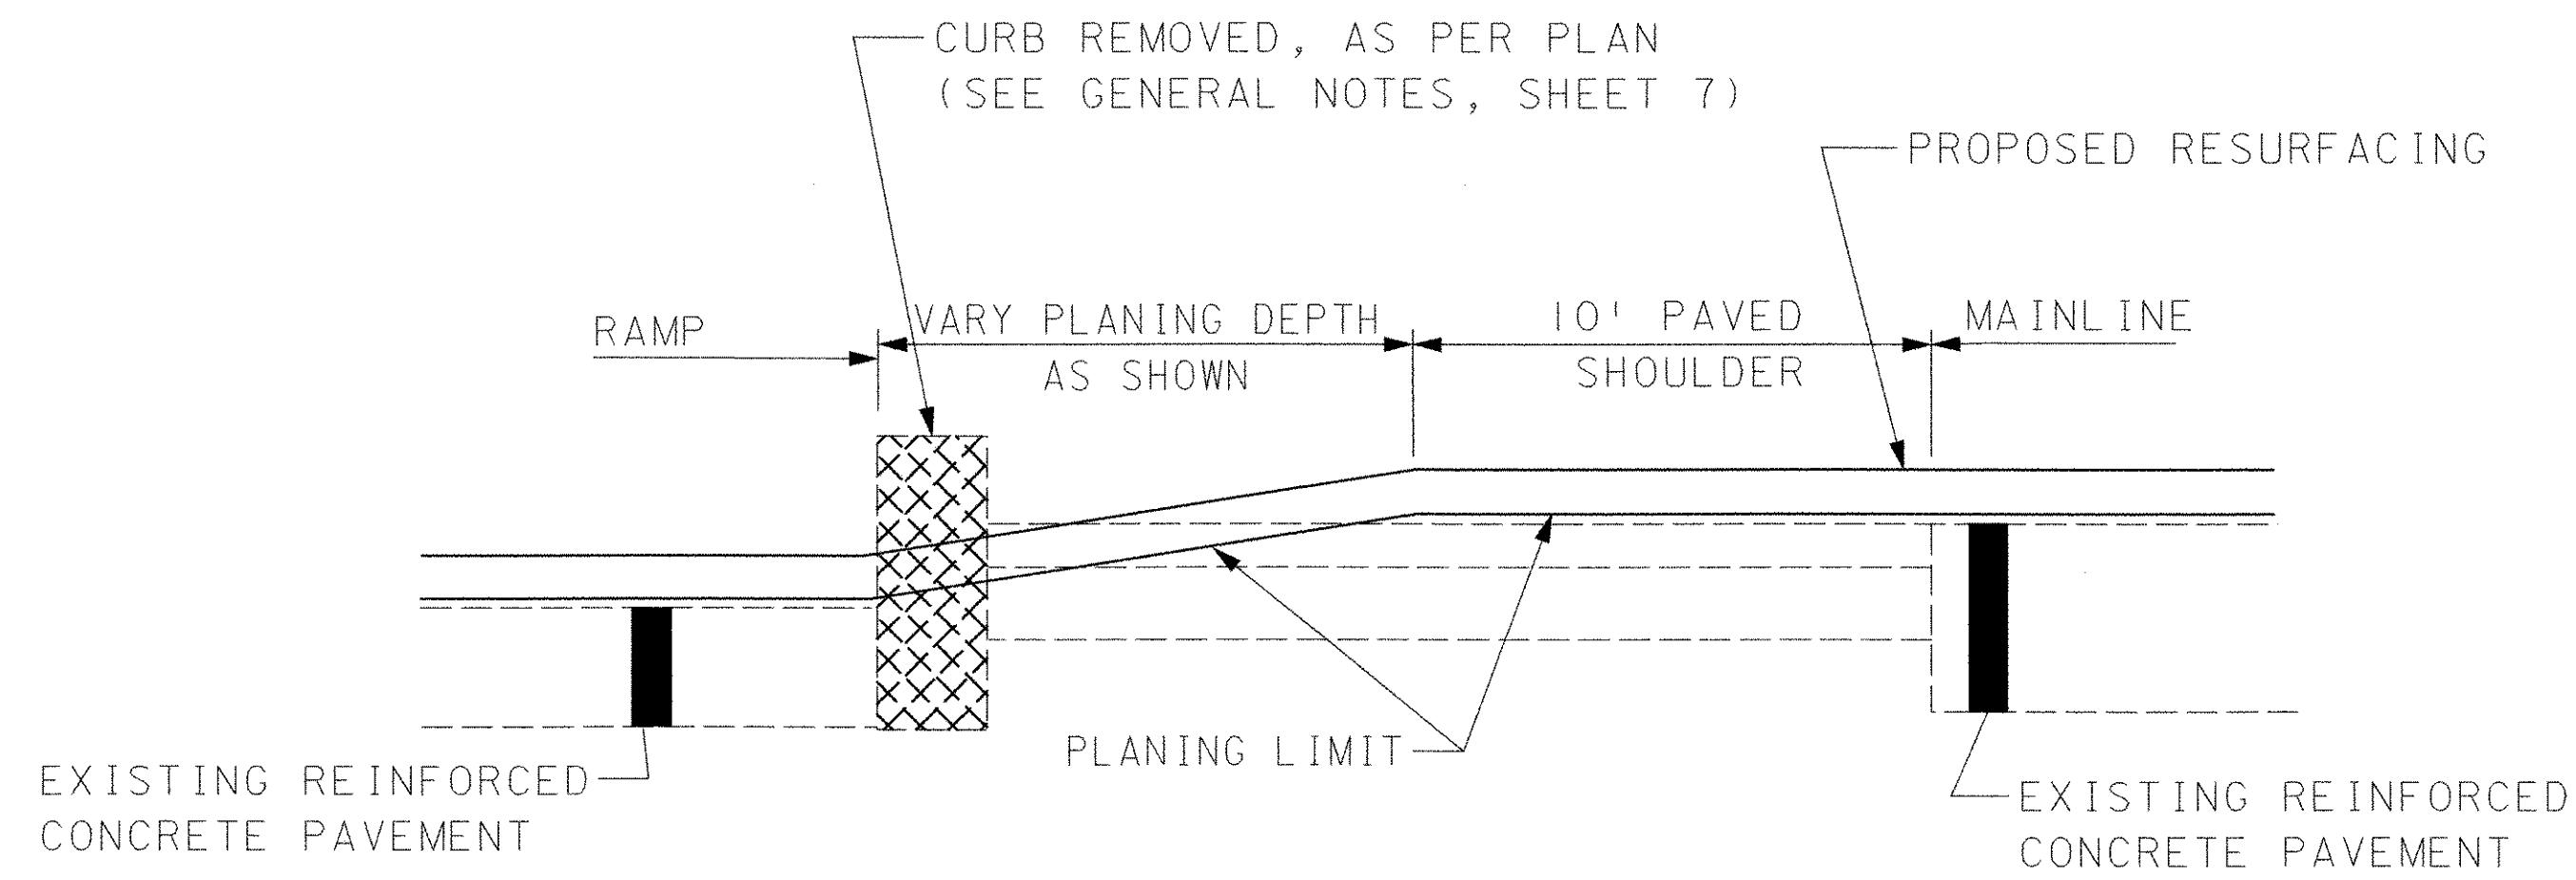 CURB REMOVED, AS PER PLAN
(SEE GENERAL NOTES, SHEET 7)
PROPOSED RESURFACING
RAMP
VARY PLANING DEPTH
AS SHOWN
10' PAVED
SHOULDER
MAINLINE
PLANING LIMIT
EXISTING REINFORCED
CONCRETE PAVEMENT
EXISTING REINFORCED
CONCRETE PAVEMENT